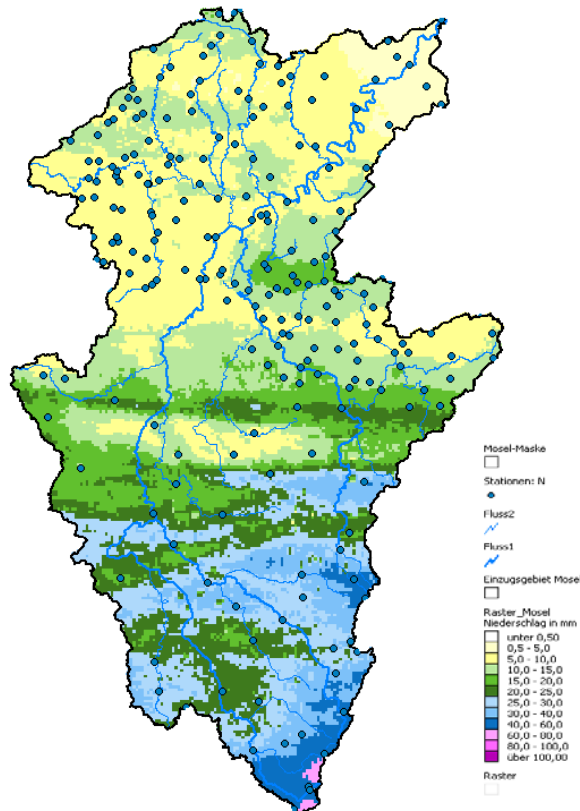 Mosel-Maske
Stationen: N
Fluss2
Fluss1
Einzugsgebiet Mosel
Raster_Mosel
Niederschlag in mm
unter 0,50
0,5 - 5,0
5,0 - 10,0
10,0 - 15,0
15,0 - 20,0
20,0 - 25,0
25,0 - 30,0
30,0 - 40,0
40,0 - 60,0
60,0 - 80,0
80,0 - 100,0
über 100,00
Raster